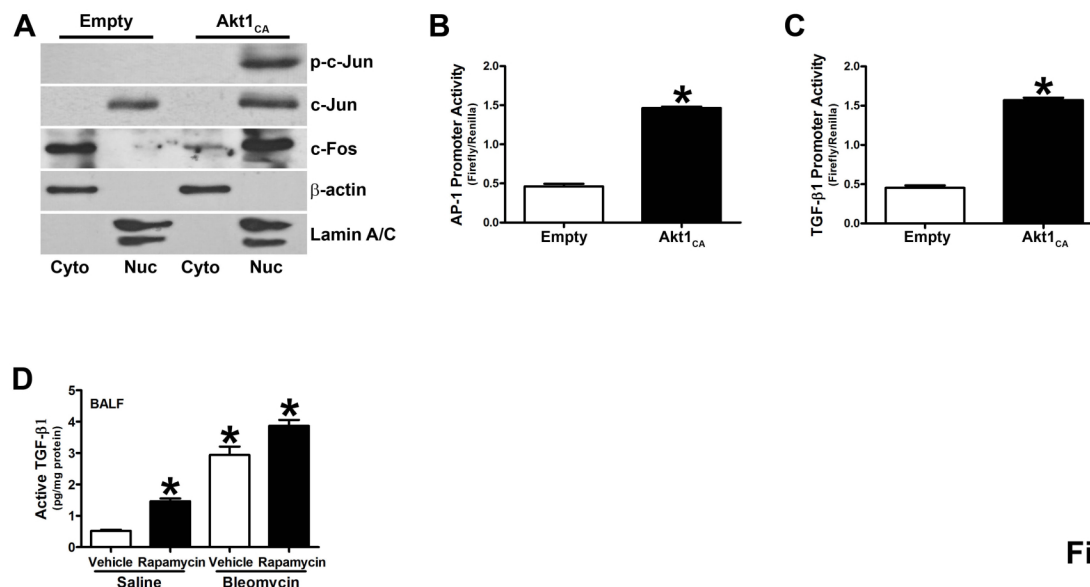 A
Empty Akt1CA
p-c-Jun
c-Jun
c-Fos
β-actin
Lamin A/C
Cyto Nuc Cyto Nuc
B
AP-1 Promoter Activity
(Firefly/Renilla)
2.0
1.5
1.0
0.5
0.0
*
Empty Akt1CA
C
TGF-β1 Promoter Activity
(Firefly/Renilla)
2.0
1.5
1.0
0.5
0.0
*
Empty Akt1CA
D
Active TGF-β1
(pg/mg protein)
5
4
3
2
1
0
BALF
* * *
Vehicle Rapamycin Vehicle Rapamycin
Saline Bleomycin
Fi